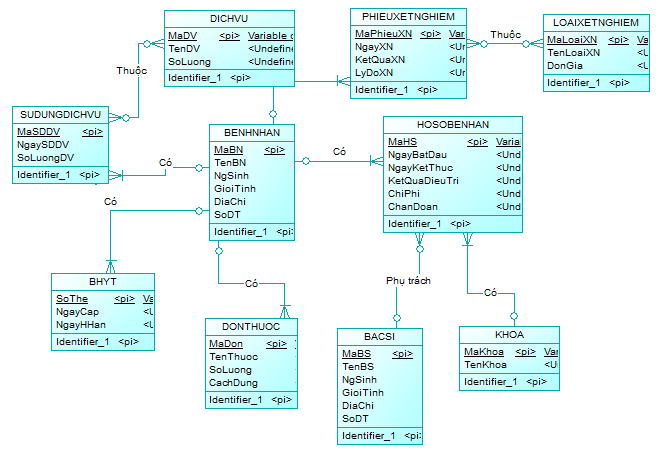 DICHVU
MaDV <pi> Variable c
TenDV <Undefine
SoLuong <Undefine
Identifier_1 <pi>
PHIEUXETNGHIEM
MaPhieuXN <pi> Var
NgayXN <Ur
KetQuaXN <Ur
LyDoXN <Ur
Identifier_1 <pi>
Thuộc
LOAIXETNGHIEM
MaLoaiXN <pi> Va
TenLoaiXN <U
DonGia <U
Identifier_1 <pi>
Thuộc
SUDUNGDICHVU
MaSDDV <pi>
NgaySDDV
SoLuongDV
Identifier_1 <pi>
Có
BENHNHAN
MaBN <pi>
TenBN
NgSinh
GioiTinh
DiaChi
SoDT
Identifier_1 <pi>
Có
HOSOBENHAN
MaHS <pi> Varial
NgayBatDau <Und
NgayKetThuc <Und
KetQuaDieuTri <Und
ChiPhi <Und
ChanDoan <Und
Identifier_1 <pi>
Có
BHYT
SoThe <pi> Va
NgayCap <U
NgayHHan <U
Identifier_1 <pi>
Có
DONTHUOC
MaDon <pi>
TenThuoc
SoLuong
CachDung
Identifier_1 <pi>
Phụ trách
BACSI
MaBS <pi>
TenBS
NgSinh
GioiTinh
DiaChi
SoDT
Identifier_1 <pi>
Có
KHOA
MaKhoa <pi> Var
TenKhoa <Ur
Identifier_1 <pi>